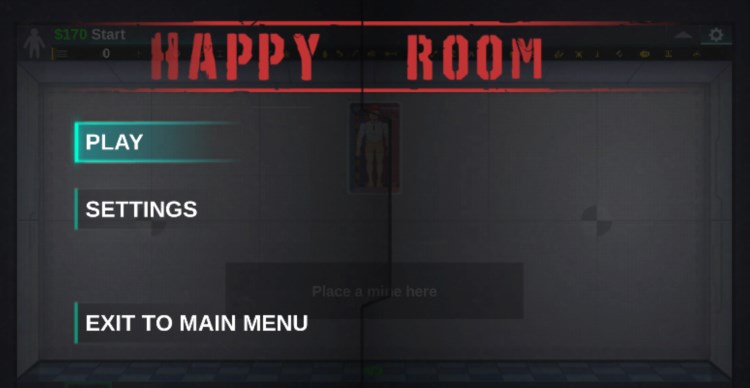 $170 Start
0
HAPPY ROOM
PLAY
SETTINGS
Place a mine here
EXIT TO MAIN MENU